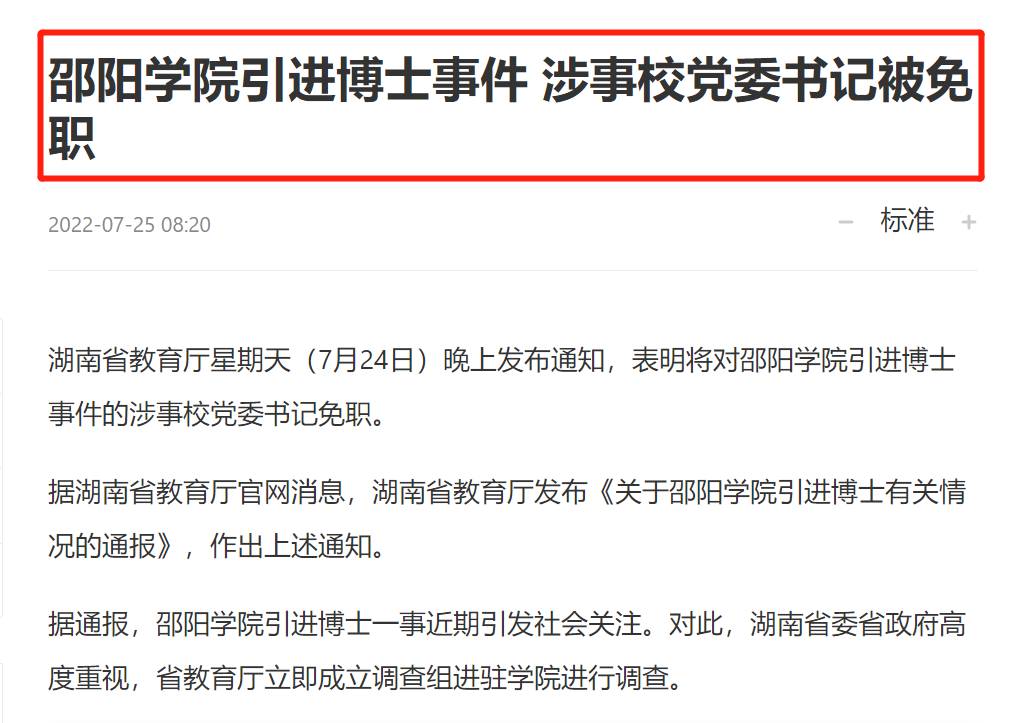 邵阳学院引进博士事件 涉事校党委书记被免
职
2022-07-25 08:20
− 标准 +
湖南省教育厅星期天（7月24日）晚上发布通知，表明将对邵阳学院引进博士
事件的涉事校党委书记免职。
据湖南省教育厅官网消息，湖南省教育厅发布《关于邵阳学院引进博士有关情
况的通报》，作出上述通知。
据通报，邵阳学院引进博士一事近期引发社会关注。对此，湖南省委省政府高
度重视，省教育厅立即成立调查组进驻学院进行调查。